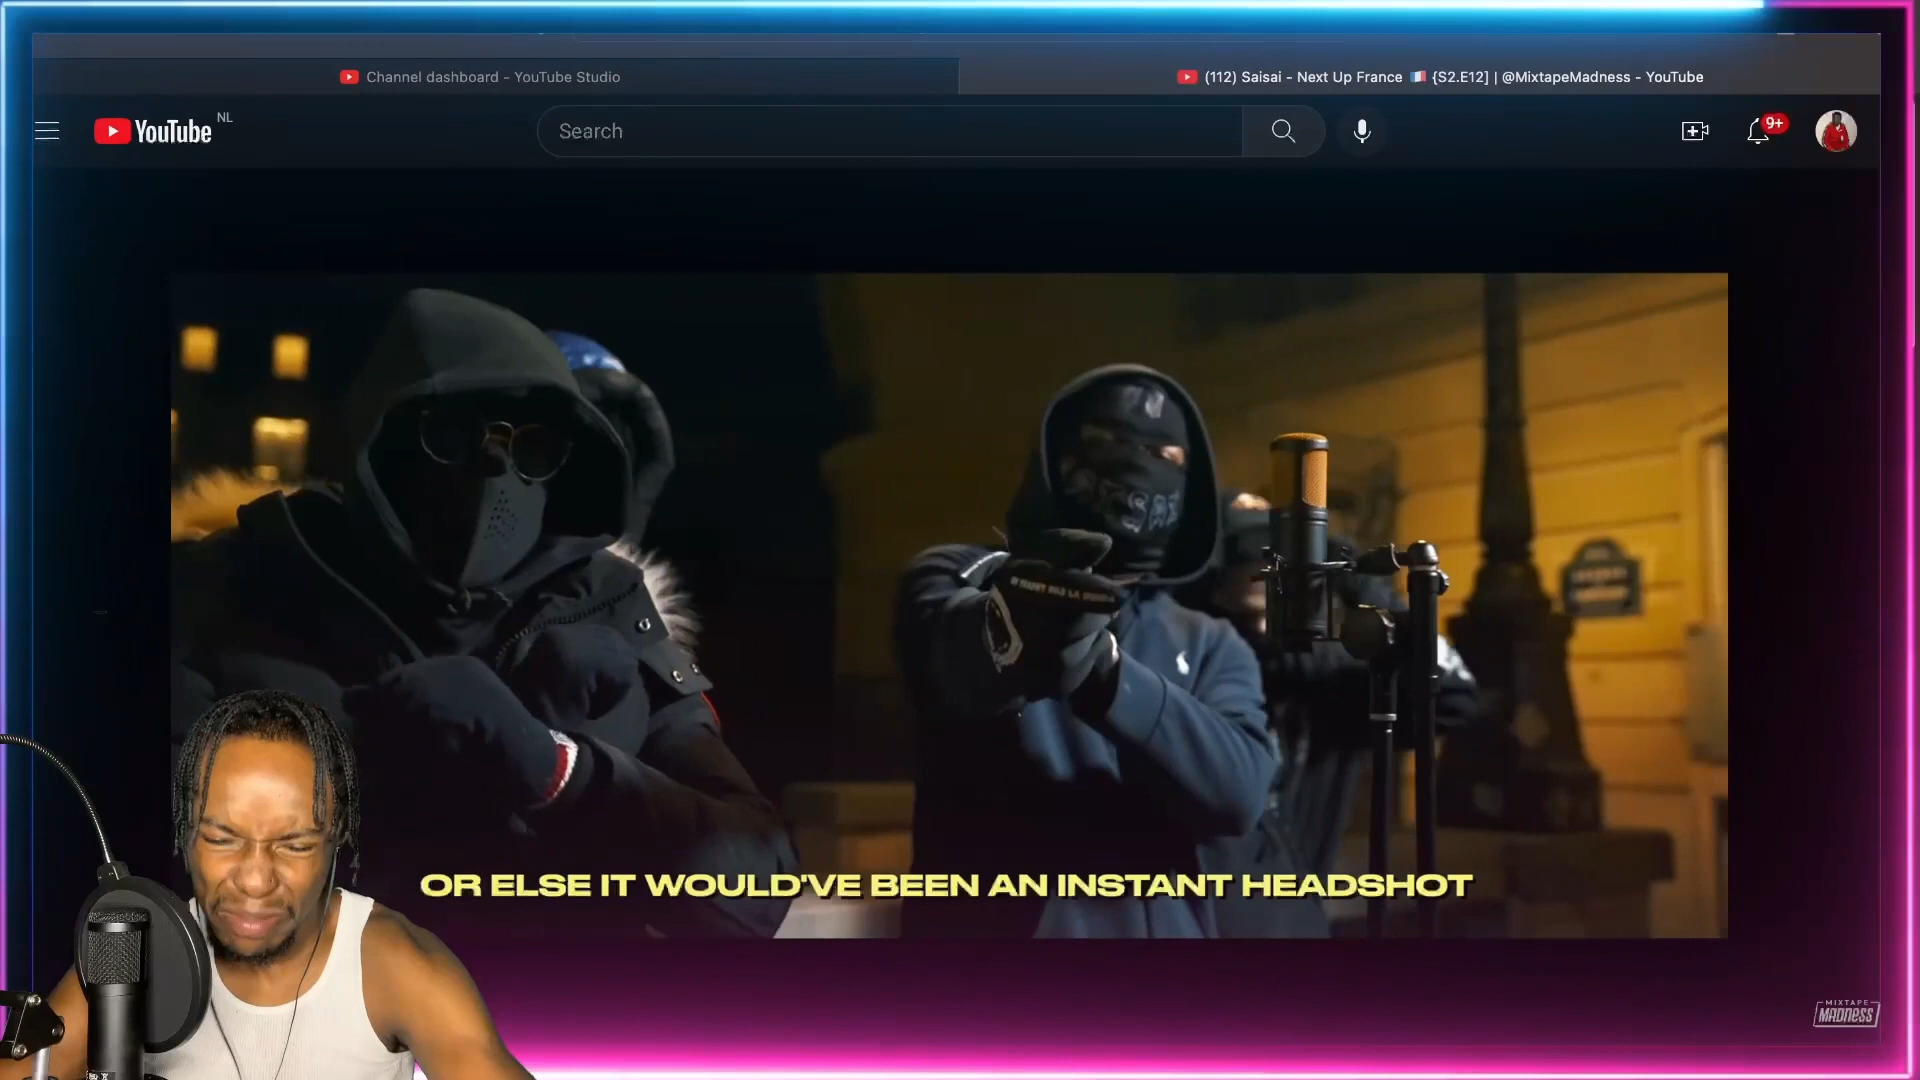 Channel dashboard - YouTube Studio
(112) Saisai - Next Up France 🇫🇷 {S2.E12] | @MixtapeMadness - YouTube
YouTube NL
Search
9+
OR ELSE IT WOULD'VE BEEN AN INSTANT HEADSHOT
MIXTAPE
MADNESS